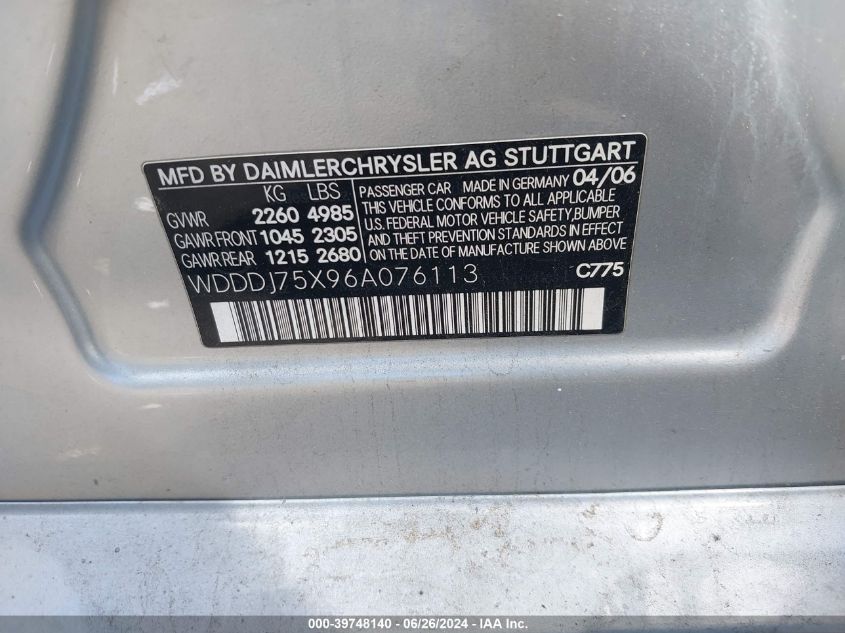 MFD BY DAIMLERCHRYSLER AG STUTTGART
KG LBS
GVWR 2260 4985
GAWR FRONT 1045 2305
GAWR REAR 1215 2680
PASSENGER CAR MADE IN GERMANY 04/06
THIS VEHICLE CONFORMS TO ALL APPLICABLE
U.S. FEDERAL MOTOR VEHICLE SAFETY, BUMPER
AND THEFT PREVENTION STANDARDS IN EFFECT
ON THE DATE OF MANUFACTURE SHOWN ABOVE
WDDDJ75X96A076113 C775
000-39748140 - 06/26/2024 - IAA Inc.